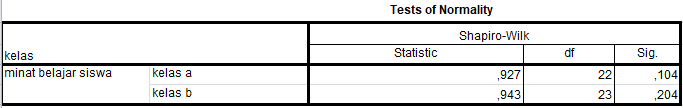 Tests of Normality
Shapiro-Wilk
kelas Statistic df Sig.
minat belajar siswa kelas a ,927 22 ,104
kelas b ,943 23 ,204